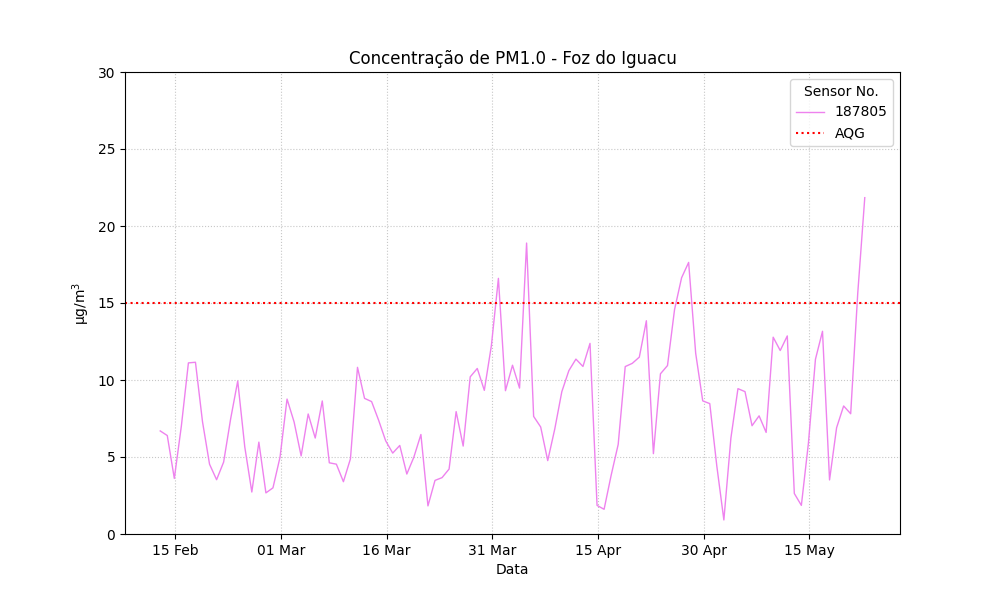 Concentração de PM1.0 - Foz do Iguacu
30
25
20
15
10
5
0
µg/m³
Sensor No.
187805
AQG
15 Feb
01 Mar
16 Mar
31 Mar
15 Apr
30 Apr
15 May
Data